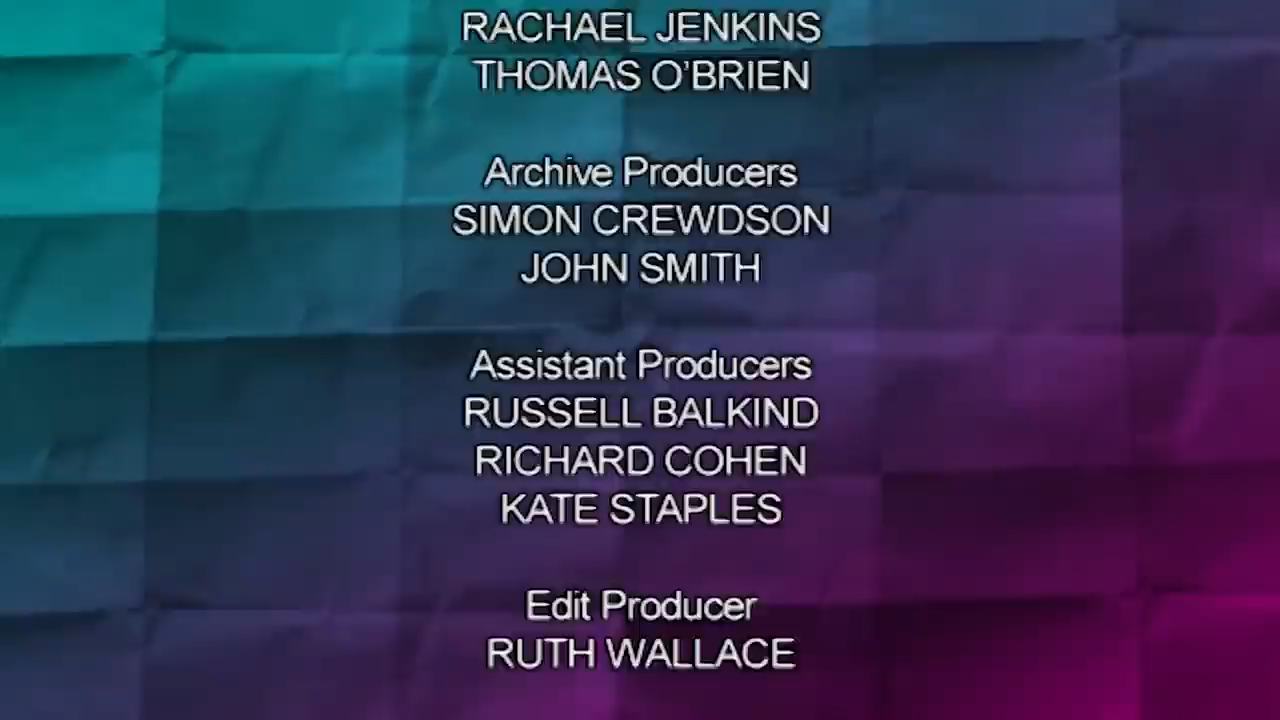 RACHAEL JENKINS
THOMAS O'BRIEN
Archive Producers
SIMON CREWDSON
JOHN SMITH
Assistant Producers
RUSSELL BALKIND
RICHARD COHEN
KATE STAPLES
Edit Producer
RUTH WALLACE